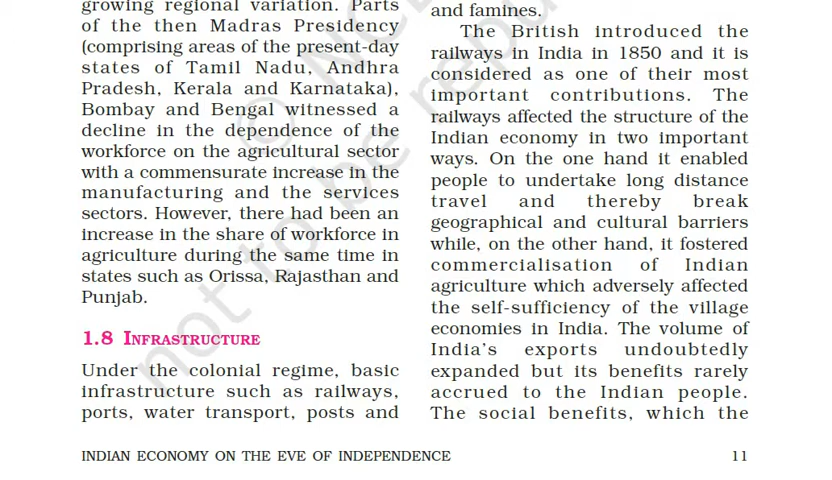 growing regional variation. Parts
of the then Madras Presidency
(comprising areas of the present-day
states of Tamil Nadu, Andhra
Pradesh, Kerala and Karnataka),
Bombay and Bengal witnessed a
decline in the dependence of the
workforce on the agricultural sector
with a commensurate increase in the
manufacturing and the services
sectors. However, there had been an
increase in the share of workforce in
agriculture during the same time in
states such as Orissa, Rajasthan and
Punjab.
1.8 INFRASTRUCTURE
Under the colonial regime, basic
infrastructure such as railways,
ports, water transport, posts and
and famines.
The British introduced the
railways in India in 1850 and it is
considered as one of their most
important contributions. The
railways affected the structure of the
Indian economy in two important
ways. On the one hand it enabled
people to undertake long distance
travel and thereby break
geographical and cultural barriers
while, on the other hand, it fostered
commercialisation of Indian
agriculture which adversely affected
the self-sufficiency of the village
economies in India. The volume of
India's exports undoubtedly
expanded but its benefits rarely
accrued to the Indian people.
The social benefits, which the
INDIAN ECONOMY ON THE EVE OF INDEPENDENCE 11
not to be repu